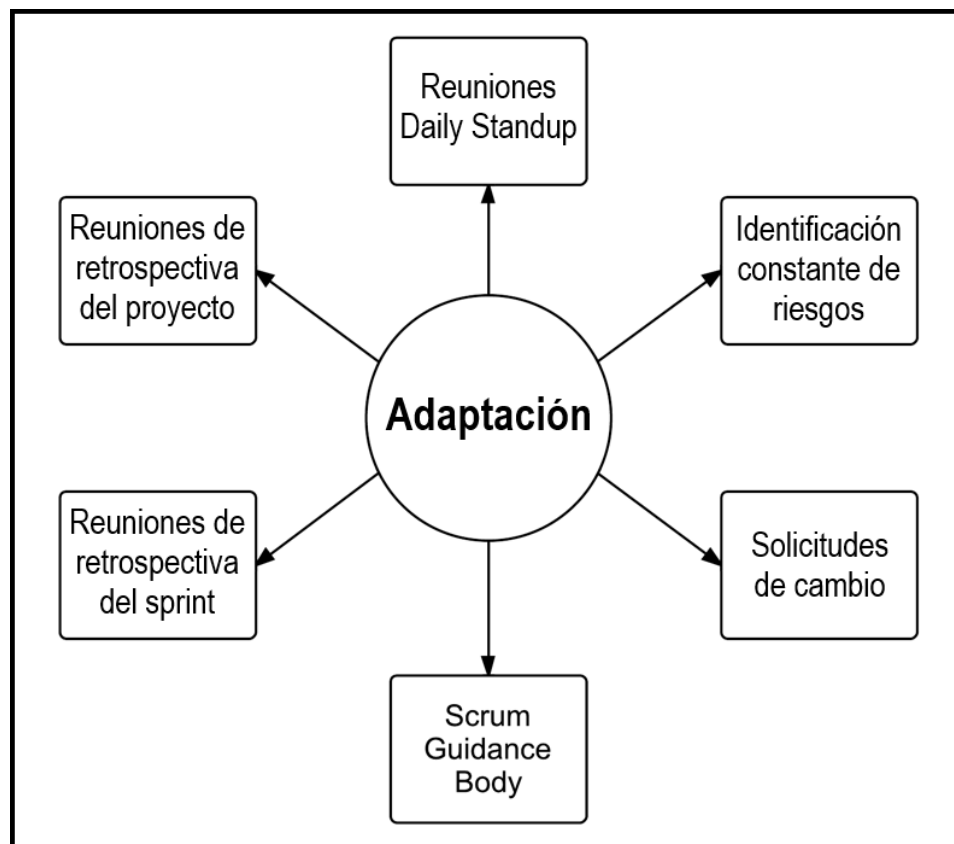 Reuniones
Daily Standup
Reuniones de
retrospectiva
del proyecto
Identificación
constante de
riesgos
Adaptación
Reuniones de
retrospectiva
del sprint
Solicitudes
de cambio
Scrum
Guidance
Body